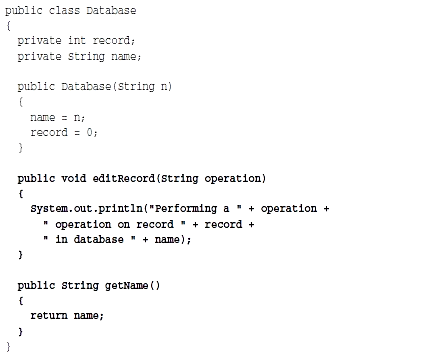 public class Database
{
  private int record;
  private String name;

  public Database(String n)
  {
    name = n;
    record = 0;
  }

  public void editRecord(String operation)
  {
    System.out.println("Performing a " + operation +
      " operation on record " + record +
      " in database " + name);
  }

  public String getName()
  {
    return name;
  }
}